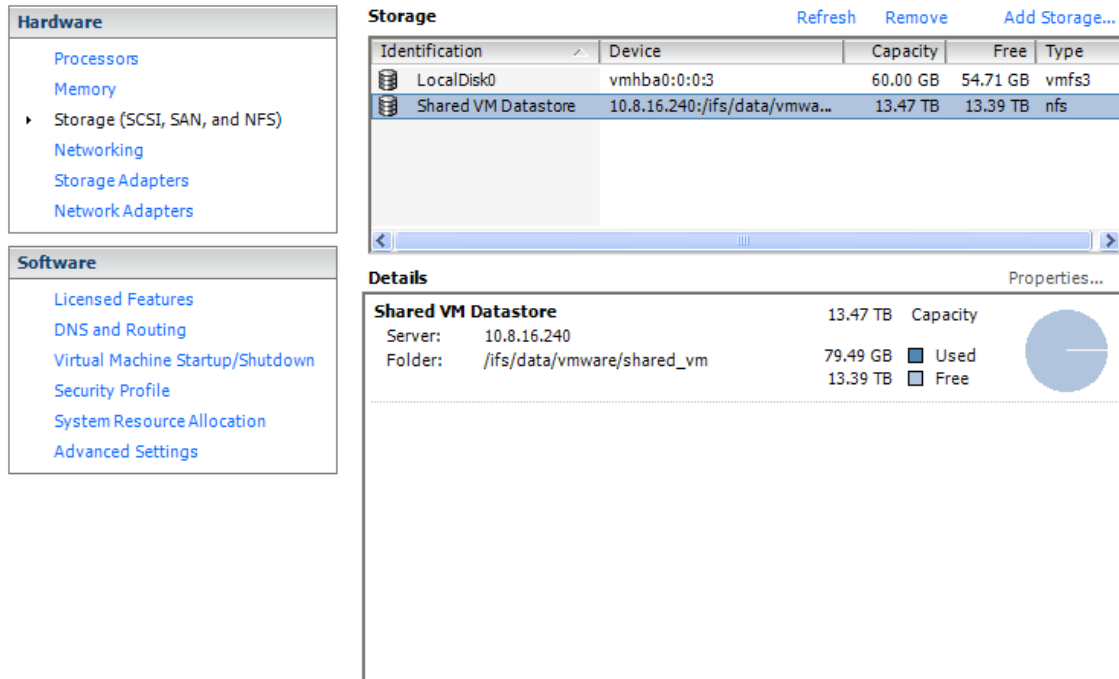 Hardware
Processors
Memory
Storage (SCSI, SAN, and NFS)
Networking
Storage Adapters
Network Adapters
Software
Licensed Features
DNS and Routing
Virtual Machine Startup/Shutdown
Security Profile
System Resource Allocation
Advanced Settings
Storage Refresh Remove Add Storage...
Identification Device Capacity Free Type
LocalDisk0 vmhba0:0:0:3 60.00 GB 54.71 GB vmfs3
Shared VM Datastore 10.8.16.240:/ifs/data/vmwa... 13.47 TB 13.39 TB nfs
Details Properties...
Shared VM Datastore 13.47 TB Capacity
Server: 10.8.16.240
Folder: /ifs/data/vmware/shared_vm
79.49 GB Used
13.39 TB Free